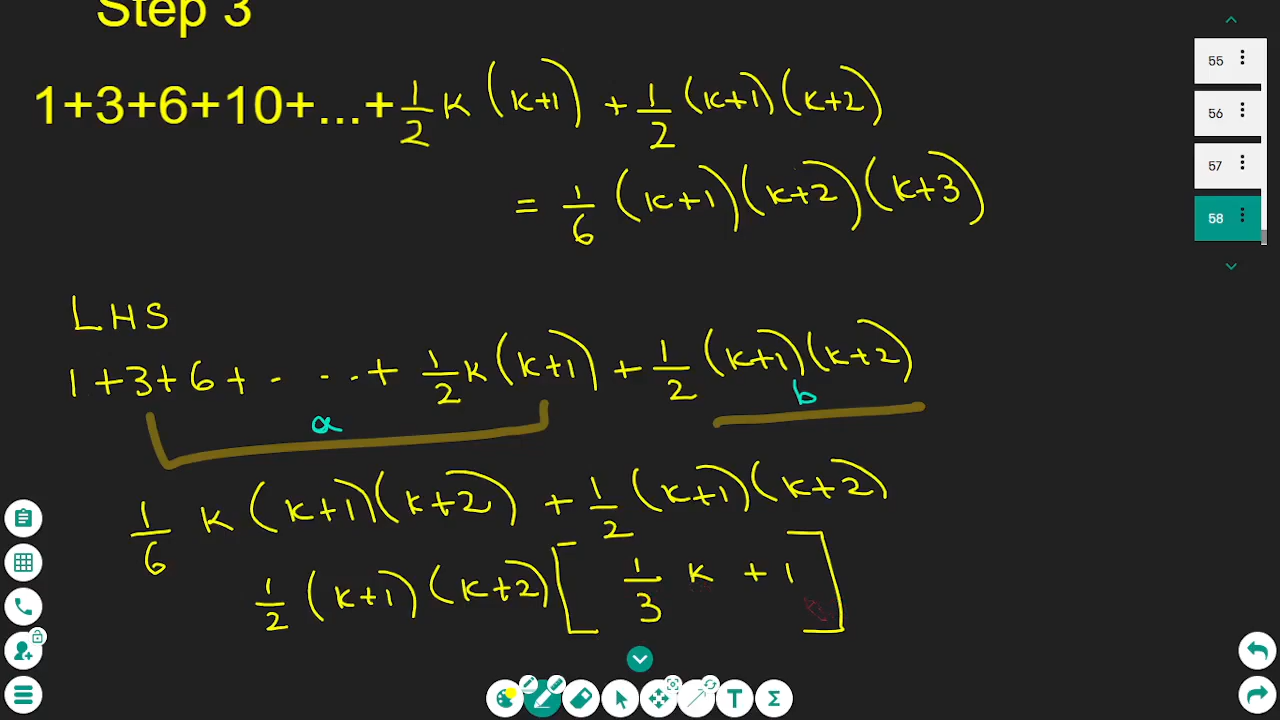 Step 3
1+3+6+10+...+ 1/2 k (k+1) + 1/2 (k+1)(k+2)
= 1/6 (k+1)(k+2)(k+3)
LHS
1+3+6+ - - .. + 1/2 k (k+1) + 1/2 (k+1)(k+2)
a b
1/6 k (k+1)(k+2) + 1/2 (k+1)(k+2)
1/2 (k+1)(k+2) [ 1/3 k + 1 ]
55
56
57
58
T Σ